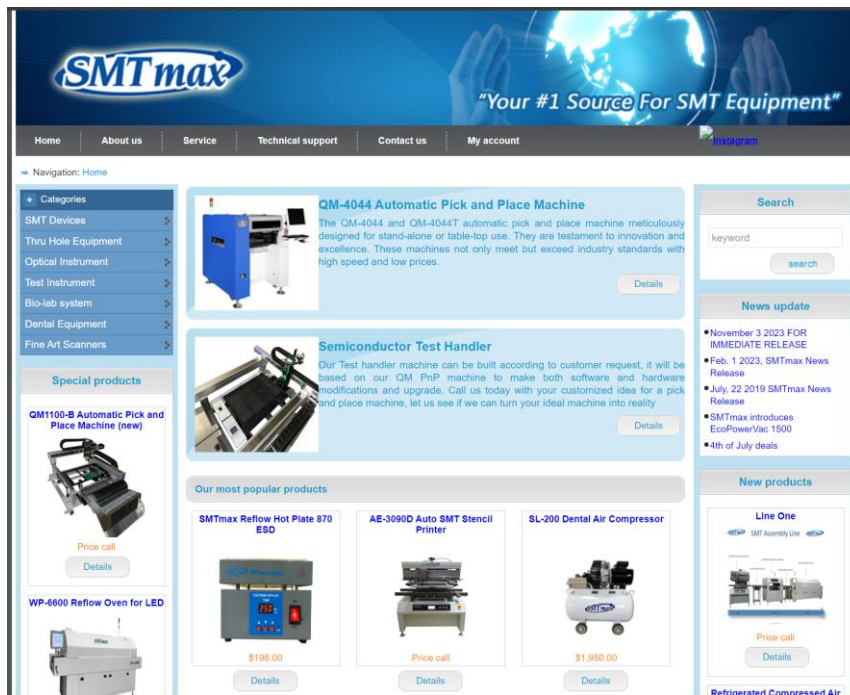 SMTmax
"Your #1 Source For SMT Equipment"
Home About us Service Technical support Contact us My account Instagram
Navigation: Home
Categories
SMT Devices
Thru Hole Equipment
Optical Instrument
Test Instrument
Bio-lab system
Dental Equipment
Fine Art Scanners
Special products
QM1100-B Automatic Pick and
Place Machine (new)
Price call
Details
WP-6600 Reflow Oven for LED
QM-4044 Automatic Pick and Place Machine
The QM-4044 and QM-4044T automatic pick and place machine meticulously
designed for stand-alone or table-top use. They are testament to innovation and
excellence. These machines not only meet but exceed industry standards with
high speed and low prices.
Details
Semiconductor Test Handler
Our Test handler machine can be built according to customer request, it will be
based on our QM PnP machine to make both software and hardware
modifications and upgrade. Call us today with your customized idea for a pick
and place machine, let us see if we can turn your ideal machine into reality
Details
Our most popular products
SMTmax Reflow Hot Plate 870
ESD
$198.00
Details
AE-3090D Auto SMT Stencil
Printer
Price call
Details
SL-200 Dental Air Compressor
SMTmax
$1,950.00
Details
Search
keyword
search
News update
November 3 2023 FOR
IMMEDIATE RELEASE
Feb. 1 2023, SMTmax News
Release
July, 22 2019 SMTmax News
Release
SMTmax introduces
EcoPowerVac 1500
4th of July deals
New products
Line One
SMT Assembly Line
Price call
Details
Refrigerated Compressed Air